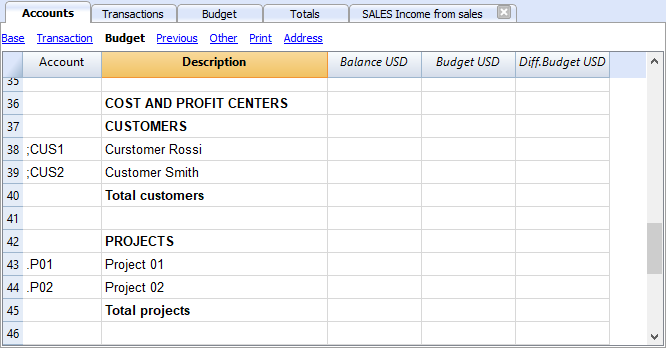 Accounts Transactions Budget Totals SALES Income from sales
Base Transaction Budget Previous Other Print Address
Account Description Balance USD Budget USD Diff.Budget USD
35
36 COST AND PROFIT CENTERS
37 CUSTOMERS
38 ;CUS1 Curstomer Rossi
39 ;CUS2 Customer Smith
40 Total customers
41
42 PROJECTS
43 .P01 Project 01
44 .P02 Project 02
45 Total projects
46